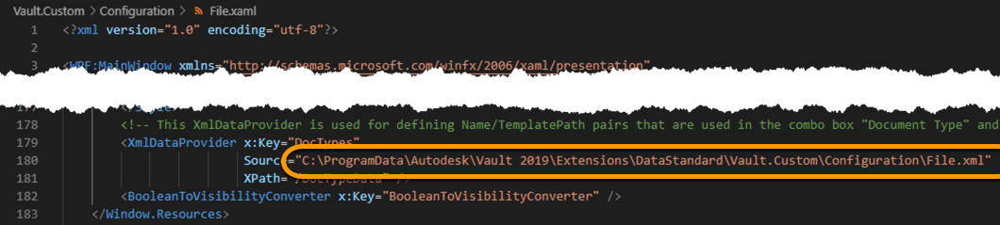 Vault.Custom > Configuration > File.xaml
1 <?xml version="1.0" encoding="utf-8"?>
2
3 <WPF:MainWindow xmlns="http://schemas.microsoft.com/winfx/2006/xaml/presentation"
178 <!-- This XmlDataProvider is used for defining Name/TemplatePath pairs that are used in the combo box "Document Type" and
179 <XmlDataProvider x:Key="DocTypes"
180 Source="C:\ProgramData\Autodesk\Vault 2019\Extensions\DataStandard\Vault.Custom\Configuration\File.xml"
181 XPath="/DocTypeData" />
182 <BooleanToVisibilityConverter x:Key="BooleanToVisibilityConverter" />
183 </Window.Resources>